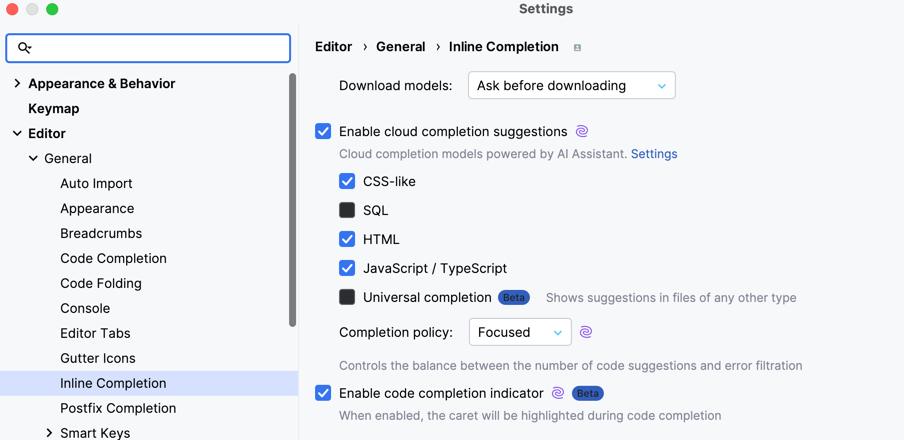 Settings
Appearance & Behavior
Keymap
Editor
General
Auto Import
Appearance
Breadcrumbs
Code Completion
Code Folding
Console
Editor Tabs
Gutter Icons
Inline Completion
Postfix Completion
Smart Keys
Editor › General › Inline Completion
Download models: Ask before downloading
Enable cloud completion suggestions
Cloud completion models powered by AI Assistant. Settings
CSS-like
SQL
HTML
JavaScript / TypeScript
Universal completion Beta Shows suggestions in files of any other type
Completion policy: Focused
Controls the balance between the number of code suggestions and error filtration
Enable code completion indicator Beta
When enabled, the caret will be highlighted during code completion